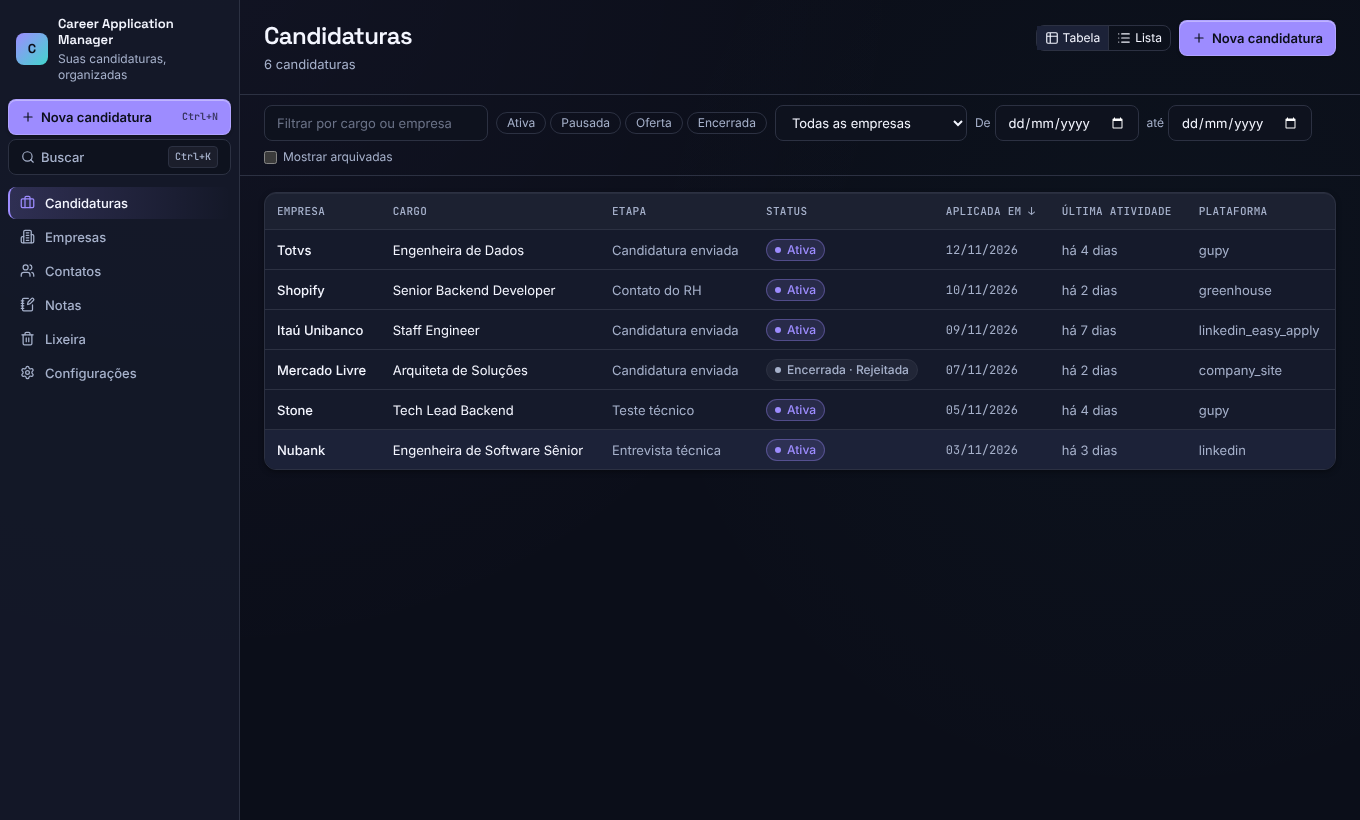 C
Career Application
Manager
Suas candidaturas,
organizadas
+ Nova candidatura Ctrl+N
Buscar Ctrl+K
Candidaturas
Empresas
Contatos
Notas
Lixeira
Configurações
Candidaturas
6 candidaturas
Tabela Lista + Nova candidatura
Filtrar por cargo ou empresa Ativa Pausada Oferta Encerrada Todas as empresas De dd/mm/yyyy até dd/mm/yyyy
Mostrar arquivadas
EMPRESA CARGO ETAPA STATUS APLICADA EM ↓ ÚLTIMA ATIVIDADE PLATAFORMA
Totvs Engenheira de Dados Candidatura enviada Ativa 12/11/2026 há 4 dias gupy
Shopify Senior Backend Developer Contato do RH Ativa 10/11/2026 há 2 dias greenhouse
Itaú Unibanco Staff Engineer Candidatura enviada Ativa 09/11/2026 há 7 dias linkedin_easy_apply
Mercado Livre Arquiteta de Soluções Candidatura enviada Encerrada · Rejeitada 07/11/2026 há 2 dias company_site
Stone Tech Lead Backend Teste técnico Ativa 05/11/2026 há 4 dias gupy
Nubank Engenheira de Software Sênior Entrevista técnica Ativa 03/11/2026 há 3 dias linkedin